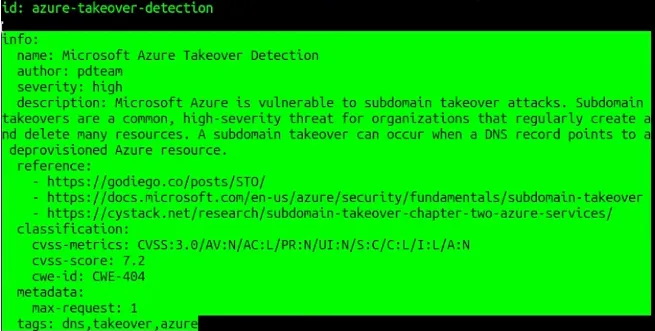 id: azure-takeover-detection
info:
  name: Microsoft Azure Takeover Detection
  author: pdteam
  severity: high
  description: Microsoft Azure is vulnerable to subdomain takeover attacks. Subdomain
takeovers are a common, high-severity threat for organizations that regularly create a
nd delete many resources. A subdomain takeover can occur when a DNS record points to a
 deprovisioned Azure resource.
  reference:
    - https://godiego.co/posts/STO/
    - https://docs.microsoft.com/en-us/azure/security/fundamentals/subdomain-takeover
    - https://cystack.net/research/subdomain-takeover-chapter-two-azure-services/
  classification:
    cvss-metrics: CVSS:3.0/AV:N/AC:L/PR:N/UI:N/S:C/C:L/I:L/A:N
    cvss-score: 7.2
    cwe-id: CWE-404
  metadata:
    max-request: 1
  tags: dns,takeover,azure